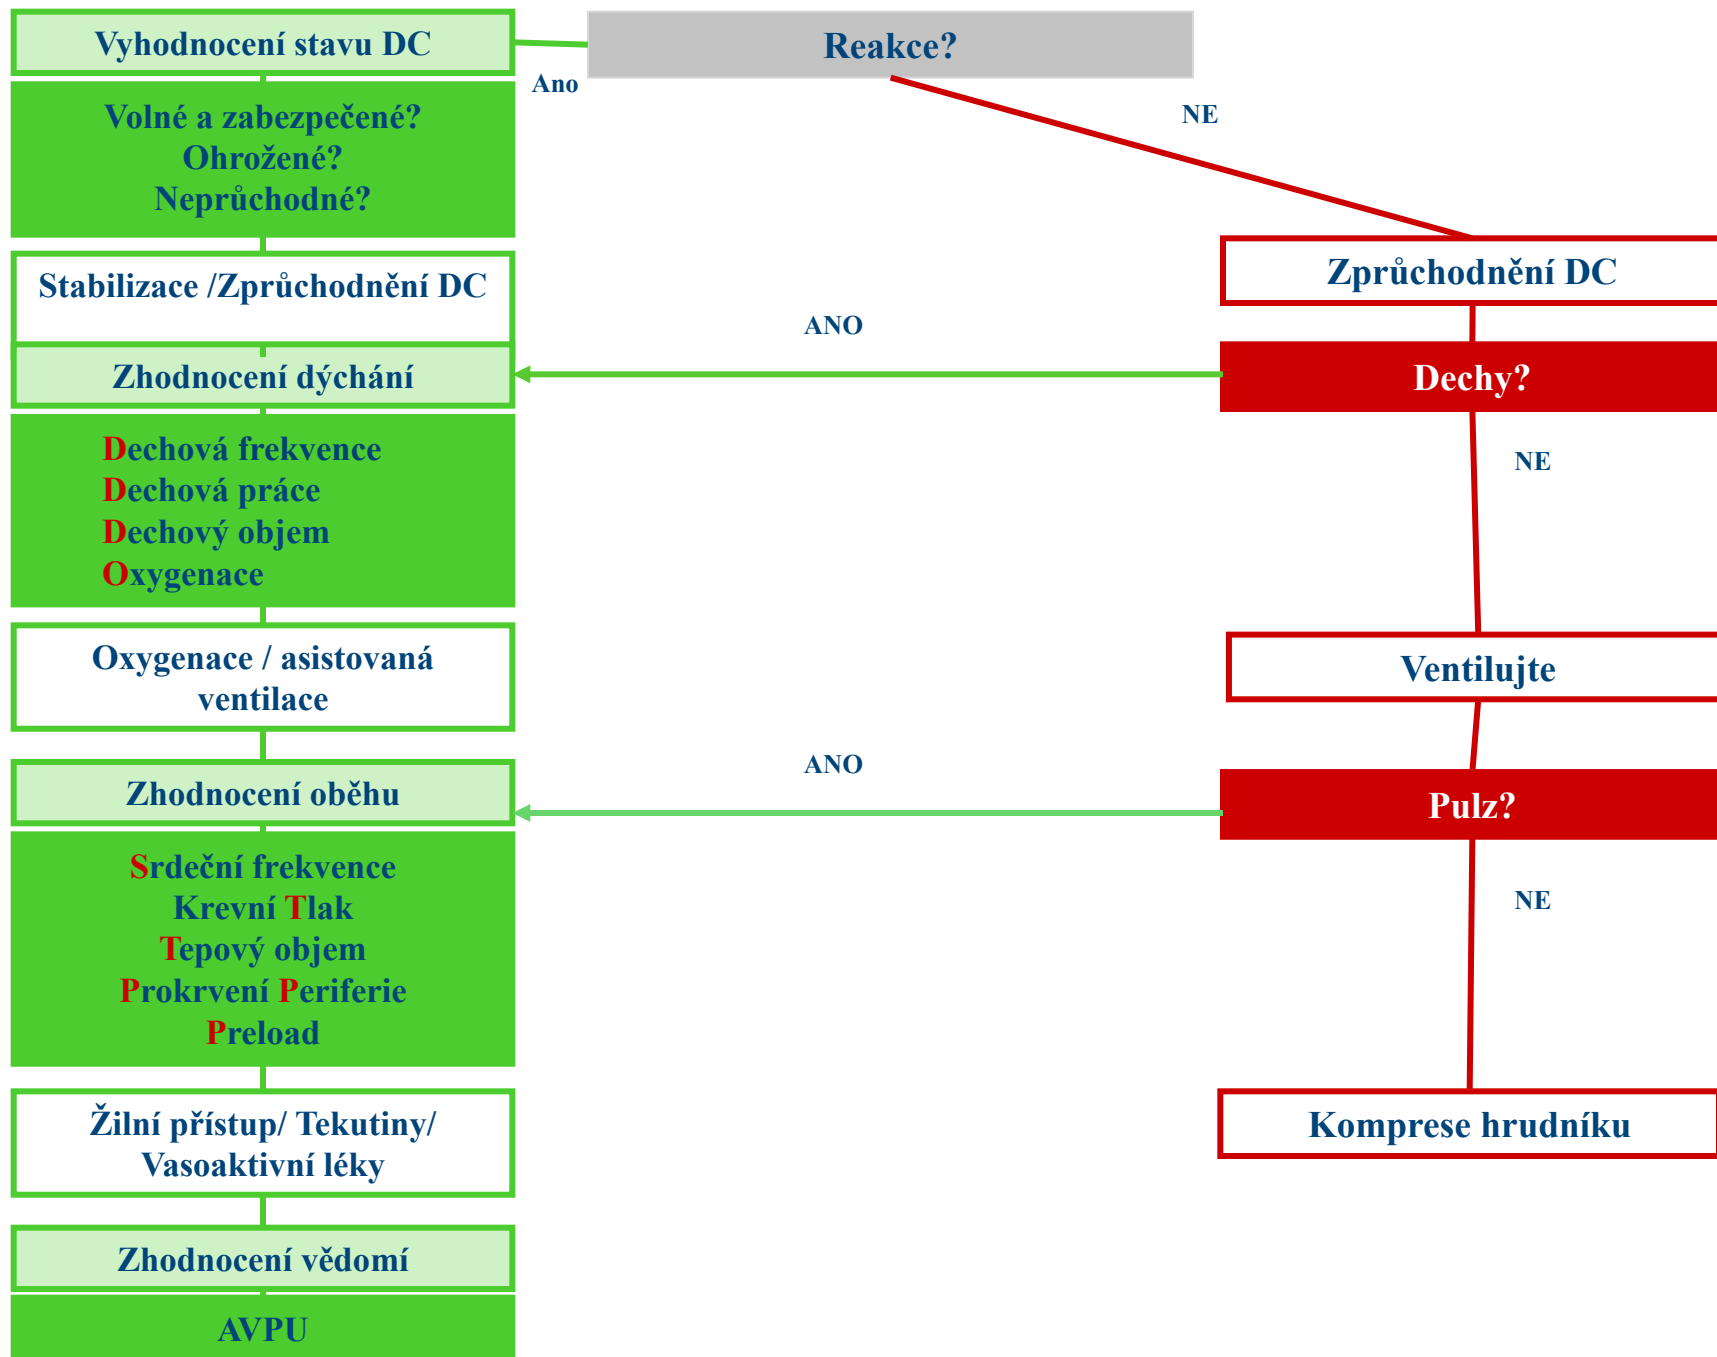 Vyhodnocení stavu DC
Reakce?
Ano
NE
Volné a zabezpečené?
Ohrožené?
Neprůchodné?
Stabilizace /Zprůchodnění DC
Zprůchodnění DC
ANO
Zhodnocení dýchání
Dechy?
NE
Dechová frekvence
Dechová práce
Dechový objem
Oxygenace
Oxygenace / asistovaná
ventilace
Ventilujte
ANO
Zhodnocení oběhu
Pulz?
NE
Srdeční frekvence
Krevní Tlak
Tepový objem
Prokrvení Periferie
Preload
Žilní přístup/ Tekutiny/
Vasoaktivní léky
Komprese hrudníku
Zhodnocení vědomí
AVPU